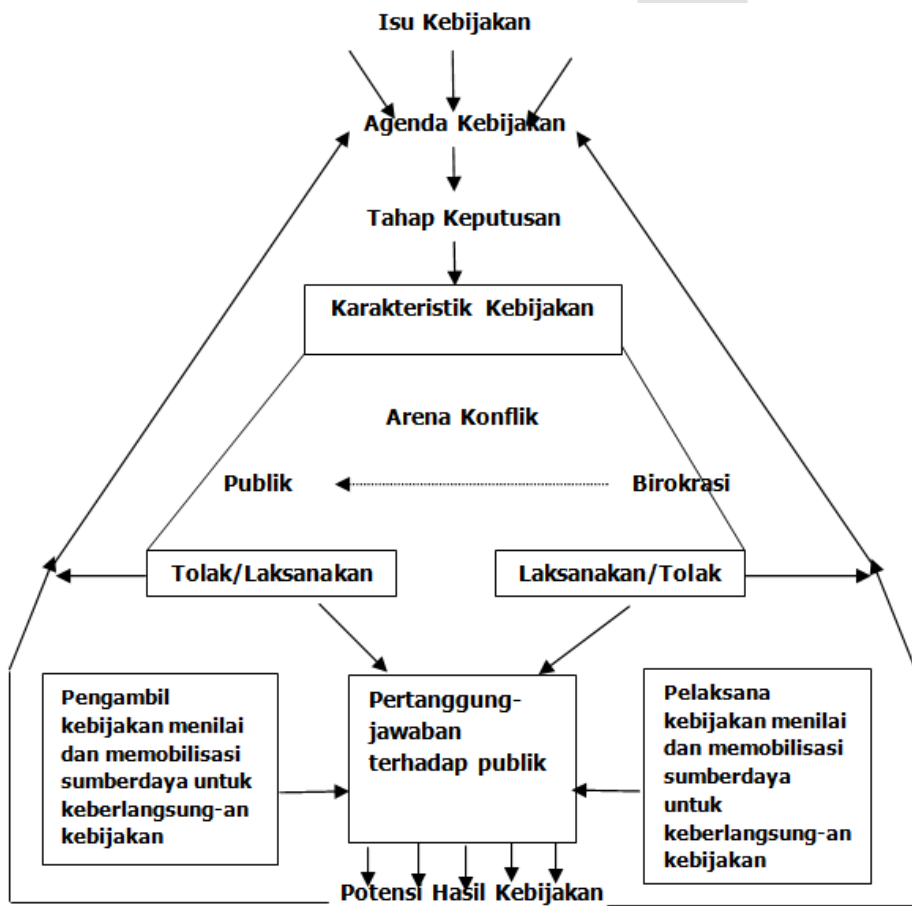 Isu Kebijakan
Agenda Kebijakan
Tahap Keputusan
Karakteristik Kebijakan
Arena Konflik
Publik
Birokrasi
Tolak/Laksanakan
Laksanakan/Tolak
Pengambil
kebijakan menilai
dan memobilisasi
sumberdaya untuk
keberlangsung-an
kebijakan
Pertanggung-
jawaban
terhadap publik
Pelaksana
kebijakan menilai
dan memobilisasi
sumberdaya
untuk
keberlangsung-an
kebijakan
Potensi Hasil Kebijakan